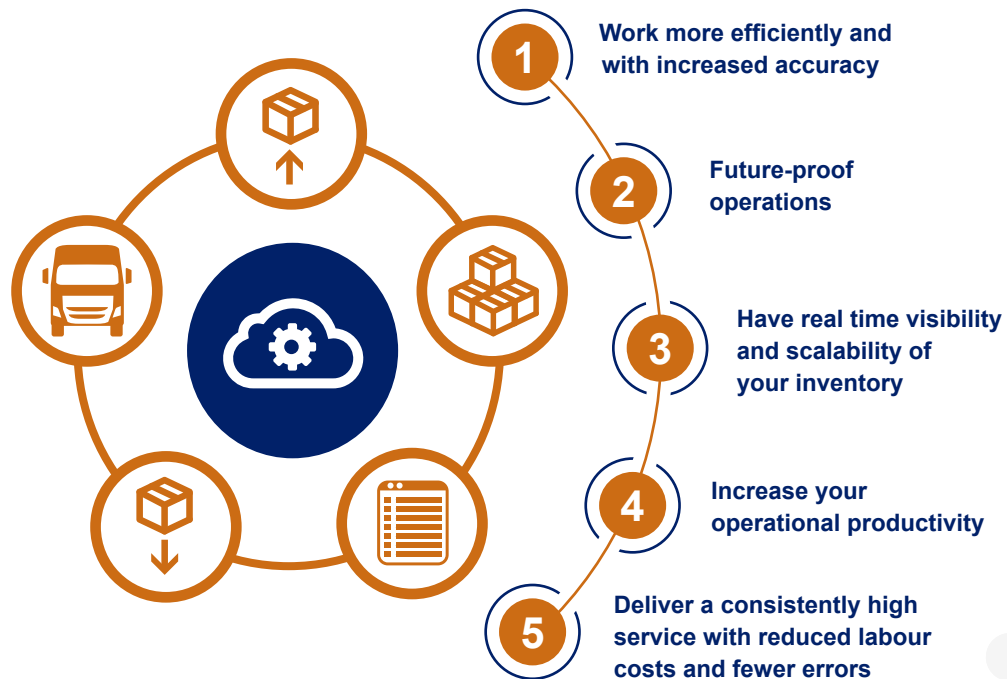 1
Work more efficiently and
with increased accuracy
2
Future-proof
operations
3
Have real time visibility
and scalability of
your inventory
4
Increase your
operational productivity
5
Deliver a consistently high
service with reduced labour
costs and fewer errors